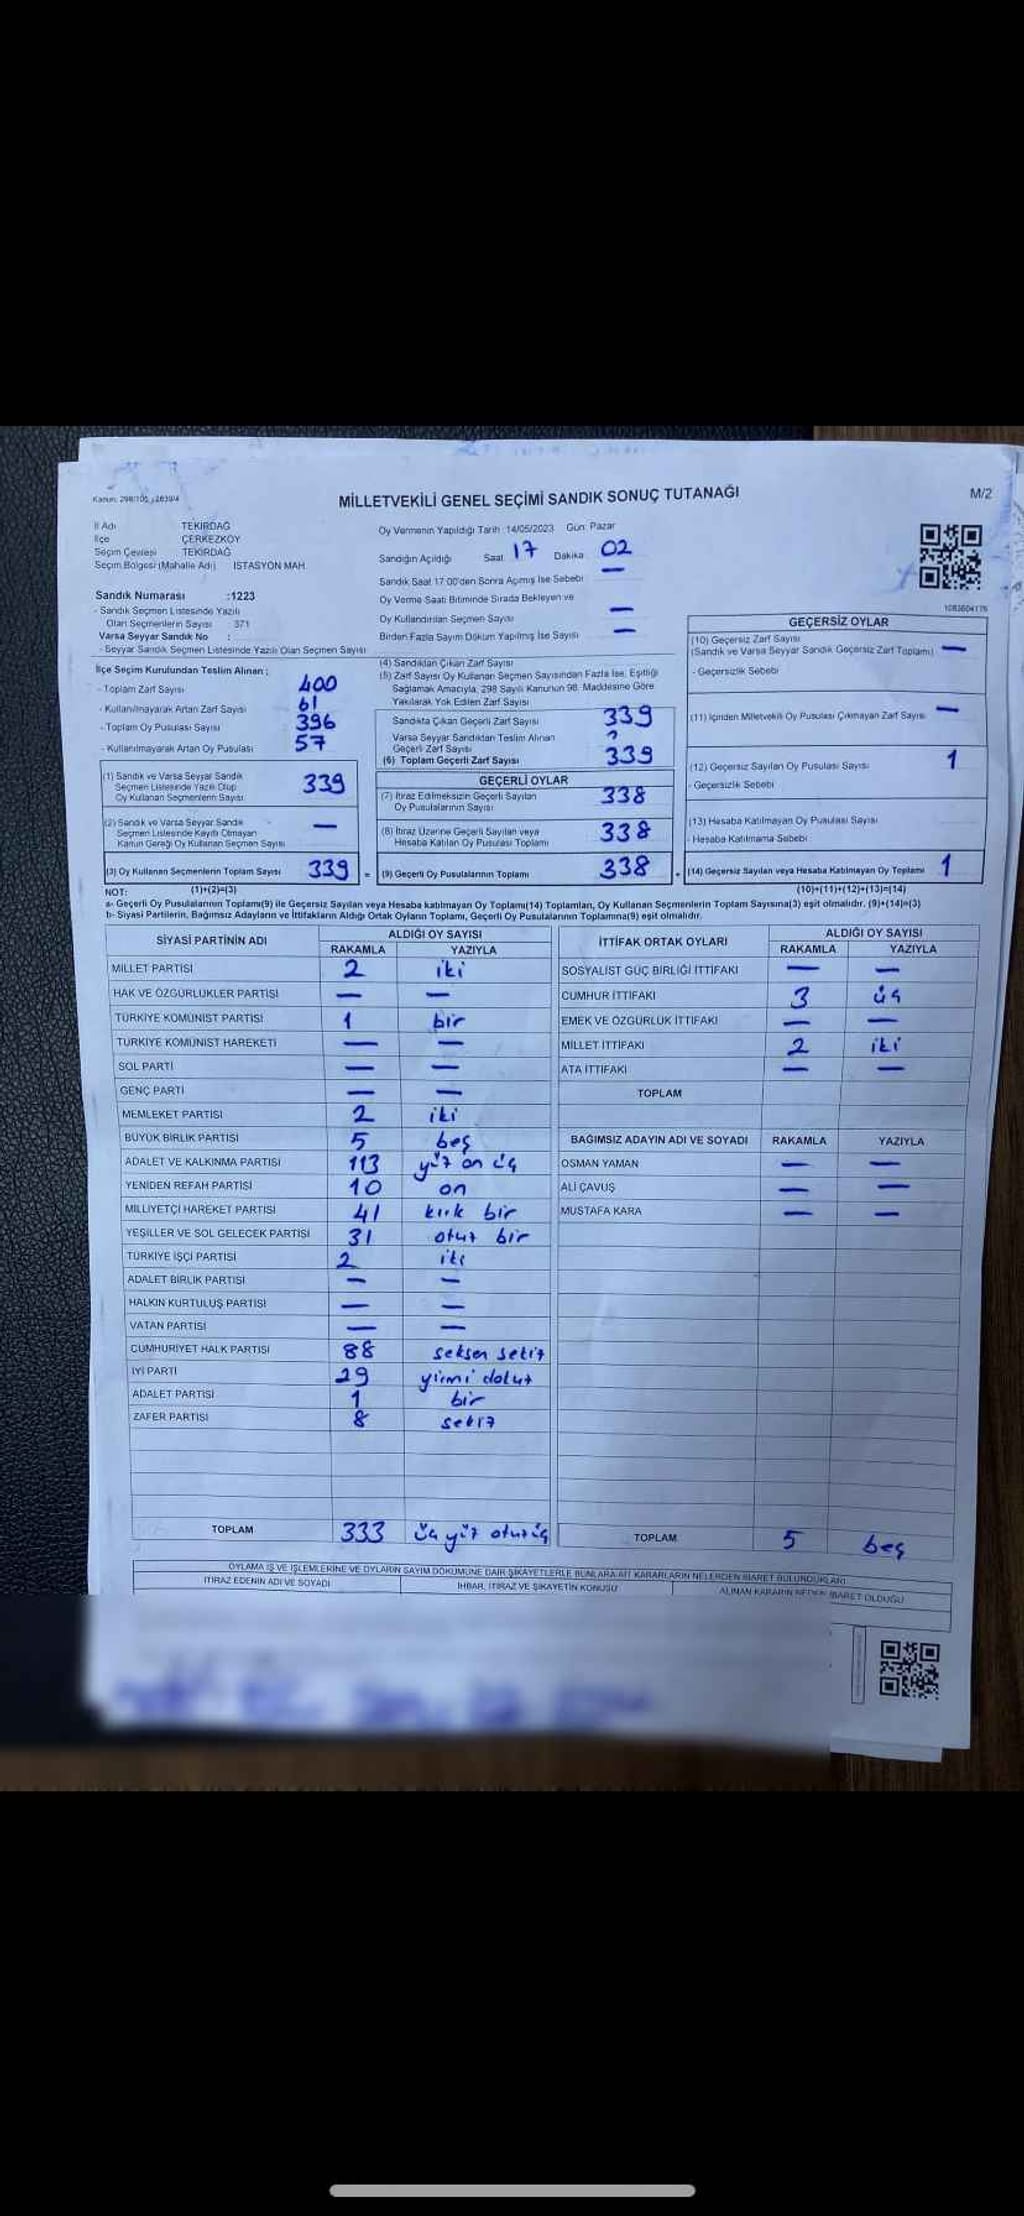 Kanun: 298/105, 2839/4
MİLLETVEKİLİ GENEL SEÇİMİ SANDIK SONUÇ TUTANAĞI
M/2
İl Adı TEKİRDAĞ
İlçe ÇERKEZKÖY
Seçim Çevresi TEKİRDAĞ
Seçim Bölgesi (Mahalle Adı) İSTASYON MAH.
Oy Vermenin Yapıldığı Tarih :14/05/2023 Gün: Pazar
Sandığın Açıldığı Saat 17 Dakika 02
Sandık Saat 17:00'den Sonra Açılmış İse Sebebi —
Oy Verme Saati Bitiminde Sırada Bekleyen ve
Oy Kullandırılan Seçmen Sayısı —
Birden Fazla Sayım Döküm Yapılmış İse Sayısı —
Sandık Numarası :1223
- Sandık Seçmen Listesinde Yazılı
Olan Seçmenlerin Sayısı : 371
Varsa Seyyar Sandık No :
- Seyyar Sandık Seçmen Listesinde Yazılı Olan Seçmen Sayısı
İlçe Seçim Kurulundan Teslim Alınan ;
- Toplam Zarf Sayısı 400
- Kullanılmayarak Artan Zarf Sayısı 61
- Toplam Oy Pusulası Sayısı 396
- Kullanılmayarak Artan Oy Pusulası 57
(1) Sandık ve Varsa Seyyar Sandık
Seçmen Listesinde Yazılı Olup
Oy Kullanan Seçmenlerin Sayısı 339
(2) Sandık ve Varsa Seyyar Sandık
Seçmen Listesinde Kayıtlı Olmayan
Kanun Gereği Oy Kullanan Seçmen Sayısı —
(3) Oy Kullanan Seçmenlerin Toplam Sayısı 339 =
(4) Sandıktan Çıkan Zarf Sayısı
(5) Zarf Sayısı Oy Kullanan Seçmen Sayısından Fazla İse, Eşitliği
Sağlamak Amacıyla, 298 Sayılı Kanunun 98. Maddesine Göre
Yakılarak Yok Edilen Zarf Sayısı
Sandıkta Çıkan Geçerli Zarf Sayısı 339
Varsa Seyyar Sandıktan Teslim Alınan
Geçerli Zarf Sayısı
(6) Toplam Geçerli Zarf Sayısı 339
GEÇERLİ OYLAR
(7) İtiraz Edilmeksizin Geçerli Sayılan
Oy Pusulalarının Sayısı 338
(8) İtiraz Üzerine Geçerli Sayılan veya
Hesaba Katılan Oy Pusulası Toplamı 338
(9) Geçerli Oy Pusulalarının Toplamı 338
GEÇERSİZ OYLAR
(10) Geçersiz Zarf Sayısı
(Sandık ve Varsa Seyyar Sandık Geçersiz Zarf Toplamı) —
- Geçersizlik Sebebi
(11) İçinden Milletvekili Oy Pusulası Çıkmayan Zarf Sayısı —
(12) Geçersiz Sayılan Oy Pusulası Sayısı 1
- Geçersizlik Sebebi
(13) Hesaba Katılmayan Oy Pusulası Sayısı
- Hesaba Katılmama Sebebi
(14) Geçersiz Sayılan veya Hesaba Katılmayan Oy Toplamı 1
NOT: (1)+(2)=(3) (10)+(11)+(12)+(13)=(14)
a- Geçerli Oy Pusulalarının Toplamı(9) ile Geçersiz Sayılan veya Hesaba katılmayan Oy Toplamı(14) Toplamları, Oy Kullanan Seçmenlerin Toplam Sayısına(3) eşit olmalıdır. (9)+(14)=(3)
b- Siyasi Partilerin, Bağımsız Adayların ve İttifakların Aldığı Ortak Oyların Toplamı, Geçerli Oy Pusulalarının Toplamına(9) eşit olmalıdır.
SİYASİ PARTİNİN ADI ALDIĞI OY SAYISI
RAKAMLA YAZIYLA
MİLLET PARTİSİ 2 iki
HAK VE ÖZGÜRLÜKLER PARTİSİ — —
TÜRKİYE KOMÜNİST PARTİSİ 1 bir
TÜRKİYE KOMÜNİST HAREKETİ — —
SOL PARTİ — —
GENÇ PARTİ — —
MEMLEKET PARTİSİ 2 iki
BÜYÜK BİRLİK PARTİSİ 5 beş
ADALET VE KALKINMA PARTİSİ 113 yüz on üç
YENİDEN REFAH PARTİSİ 10 on
MİLLİYETÇİ HAREKET PARTİSİ 41 kırk bir
YEŞİLLER VE SOL GELECEK PARTİSİ 31 otuz bir
TÜRKİYE İŞÇİ PARTİSİ 2 iki
ADALET BİRLİK PARTİSİ — —
HALKIN KURTULUŞ PARTİSİ — —
VATAN PARTİSİ — —
CUMHURİYET HALK PARTİSİ 88 seksen sekiz
İYİ PARTİ 29 yirmi dokuz
ADALET PARTİSİ 1 bir
ZAFER PARTİSİ 8 sekiz
TOPLAM 333 üç yüz otuz üç
İTTİFAK ORTAK OYLARI ALDIĞI OY SAYISI
RAKAMLA YAZIYLA
SOSYALİST GÜÇ BİRLİĞİ İTTİFAKI — —
CUMHUR İTTİFAKI 3 üç
EMEK VE ÖZGÜRLÜK İTTİFAKI — —
MİLLET İTTİFAKI 2 iki
ATA İTTİFAKI — —
TOPLAM
BAĞIMSIZ ADAYIN ADI VE SOYADI RAKAMLA YAZIYLA
OSMAN YAMAN — —
ALİ ÇAVUŞ — —
MUSTAFA KARA — —
TOPLAM 5 beş
OYLAMA İŞ VE İŞLEMLERİNE VE OYLARIN SAYIM DÖKÜMÜNE DAİR ŞİKAYETLERLE BUNLARA AİT KARARLARIN NELERDEN İBARET BULUNDUKLARI
İTİRAZ EDENİN ADI VE SOYADI İHBAR, İTİRAZ VE ŞİKAYETİN KONUSU ALINAN KARARIN NEDEN İBARET OLDUĞU